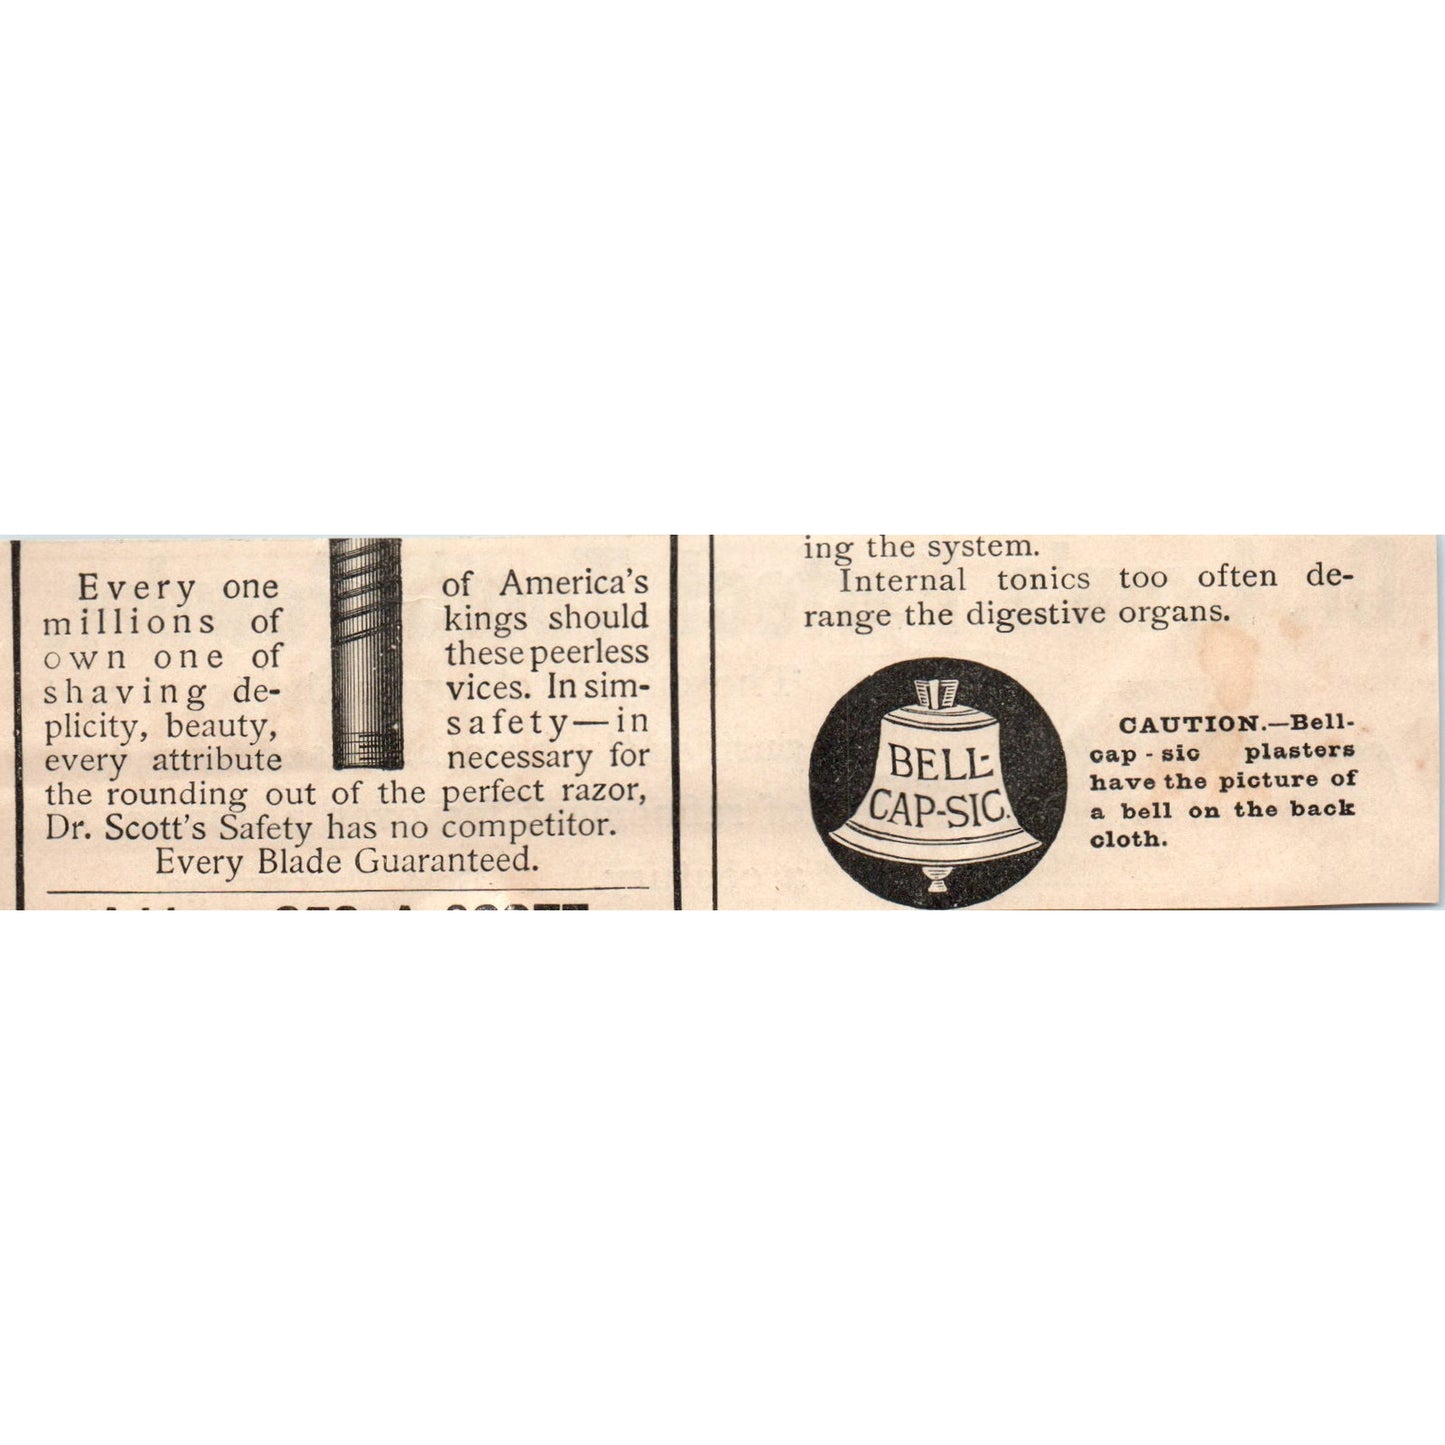 Every one of America's
millions of kings should
own one of these peerless
shaving de- vices. In sim-
plicity, beauty, safety—in
every attribute necessary for
the rounding out of the perfect razor,
Dr. Scott's Safety has no competitor.
Every Blade Guaranteed.
ing the system.
Internal tonics too often de-
range the digestive organs.
BELL-
CAP-SIC.
CAUTION.—Bell-
cap-sic plasters
have the picture of
a bell on the back
cloth.